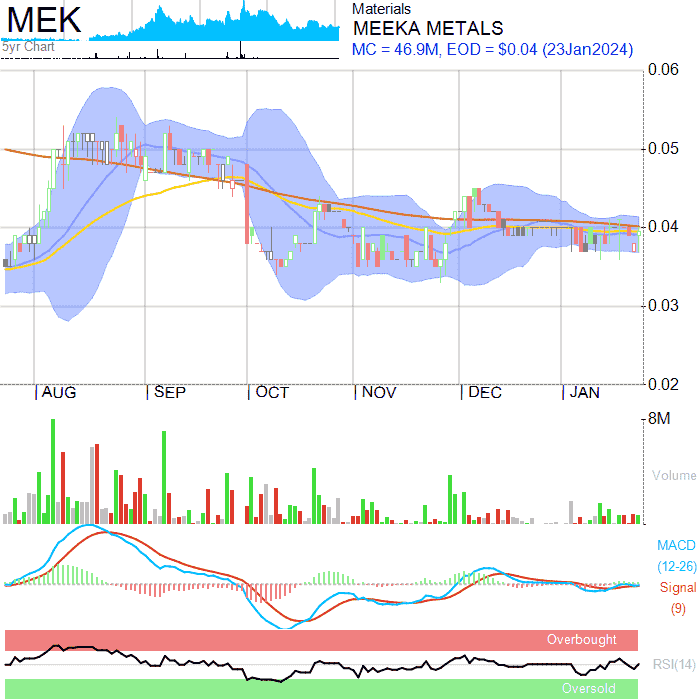 MEK
5yr Chart
Materials
MEEKA METALS
MC = 46.9M, EOD = $0.04 (23Jan2024)
0.06
0.05
0.04
0.03
0.02
AUG SEP OCT NOV DEC JAN
8M
Volume
MACD
(12-26)
Signal
(9)
Overbought
RSI(14)
Oversold